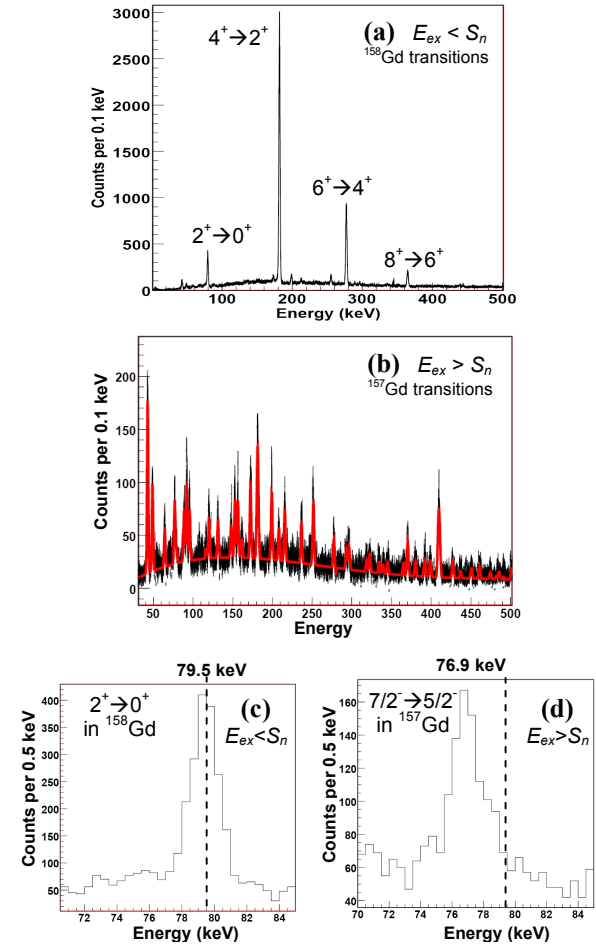 (a) E_ex < S_n
¹⁵⁸Gd transitions
4⁺→2⁺
6⁺→4⁺
2⁺→0⁺
8⁺→6⁺
Counts per 0.1 keV
3000
2500
2000
1500
1000
500
0
100 200 300 400 500
Energy (keV)
(b) E_ex > S_n
¹⁵⁷Gd transitions
Counts per 0.1 keV
200
150
100
50
0
50 100 150 200 250 300 350 400 450 500
Energy
79.5 keV
2⁺→0⁺ (c)
in ¹⁵⁸Gd
E_ex<S_n
Counts per 0.5 keV
400
350
300
250
200
150
100
50
72 74 76 78 80 82 84
Energy (keV)
76.9 keV
7/2⁻→5/2⁻ (d)
in ¹⁵⁷Gd
E_ex>S_n
Counts per 0.5 keV
160
140
120
100
80
60
40
70 72 74 76 78 80 82 84
Energy (keV)